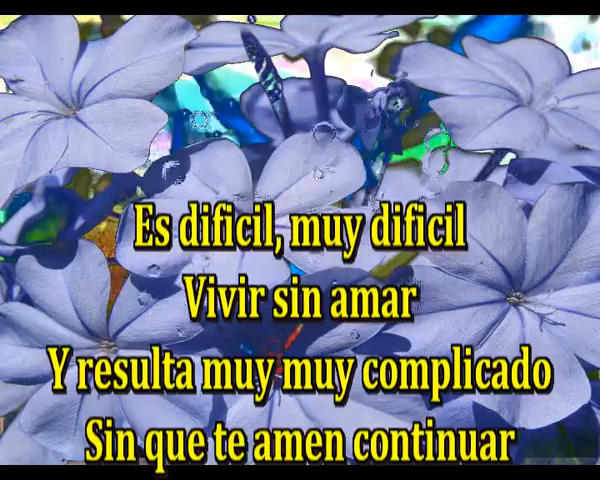 Es dificil, muy dificil
Vivir sin amar
Y resulta muy muy complicado
Sin que te amen continuar